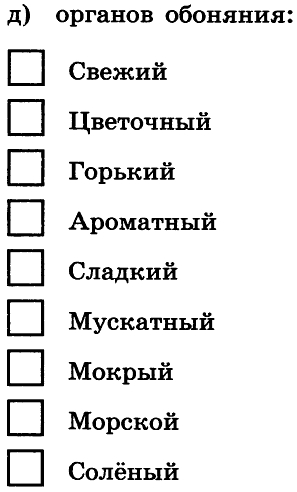 д) органов обоняния:
Свежий
Цветочный
Горький
Ароматный
Сладкий
Мускатный
Мокрый
Морской
Солёный